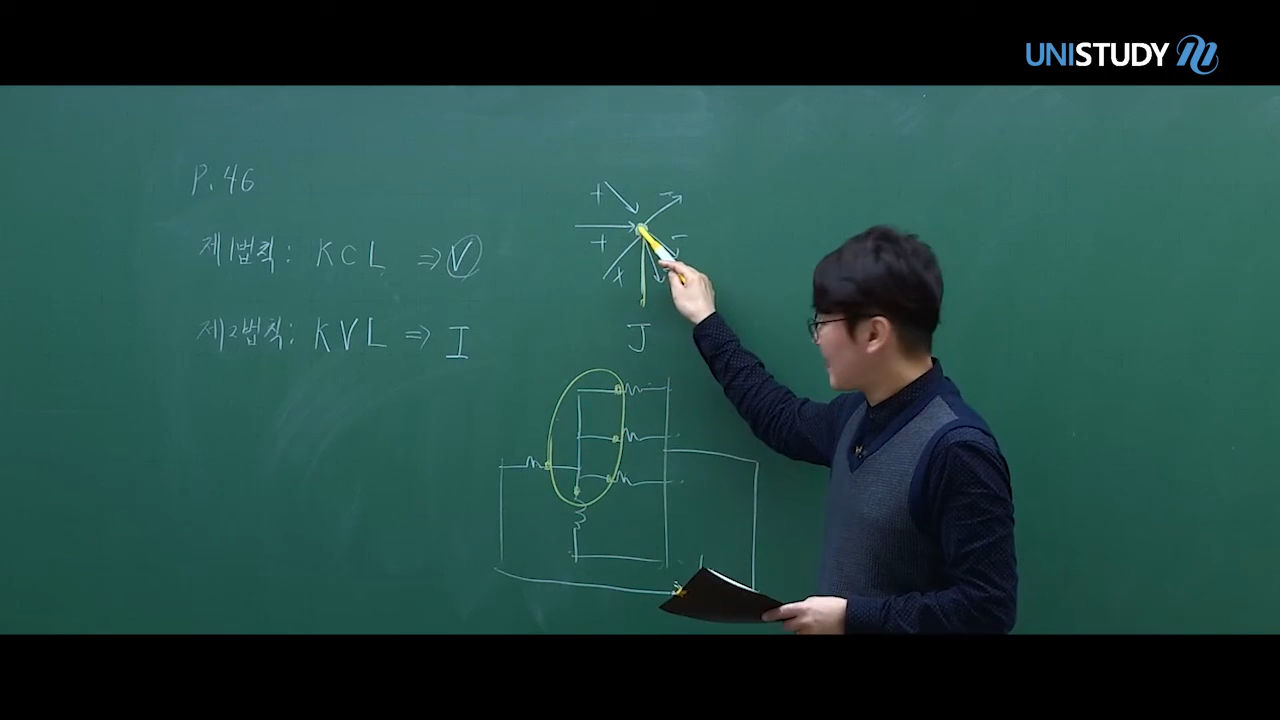 UNISTUDY
P. 46
제1법칙: KCL ⇒ V
제2법칙: KVL ⇒ I
+ -
+ -
+
J